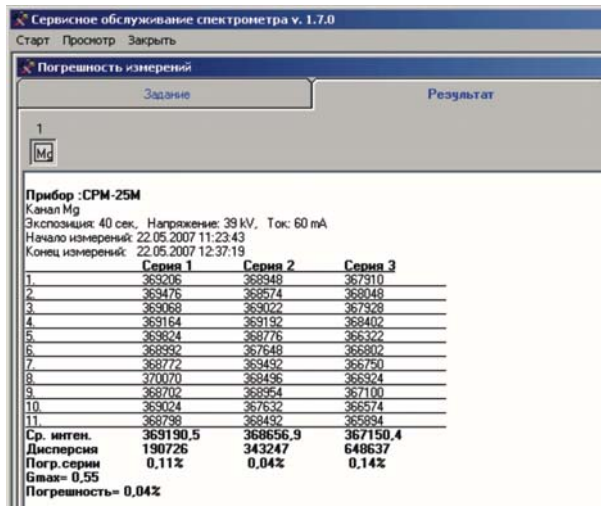 Сервисное обслуживание спектрометра v. 1.7.0
Старт Просмотр Закрыть
Погрешность измерений
Задание Результат
1
Mg
Прибор :СРМ-25М
Канал Mg
Экспозиция: 40 сек, Напряжение: 39 kV, Ток: 60 mA
Начало измерений: 22.05.2007 11:23:43
Конец измерений: 22.05.2007 12:37:19
Серия 1 Серия 2 Серия 3
1. 369206 368948 367910
2. 369476 368574 368048
3. 369068 369022 367928
4. 369164 369192 368402
5. 369824 368776 366322
6. 368992 367648 366802
7. 368772 369492 366750
8. 370070 368496 366924
9. 368702 368954 367100
10. 369024 367632 366574
11. 368798 368492 365894
Ср. интен. 369190,5 368656,9 367150,4
Дисперсия 190726 343247 648637
Погр.серии 0,11% 0,04% 0,14%
Gmax= 0,55
Погрешность= 0,04%